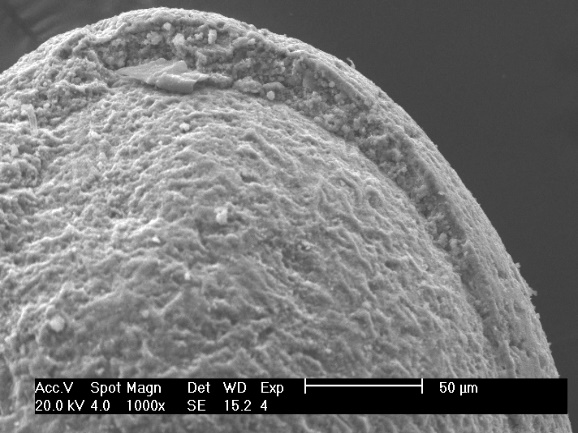 Acc.V Spot Magn Det WD Exp 50 µm
20.0 kV 4.0 1000x SE 15.2 4